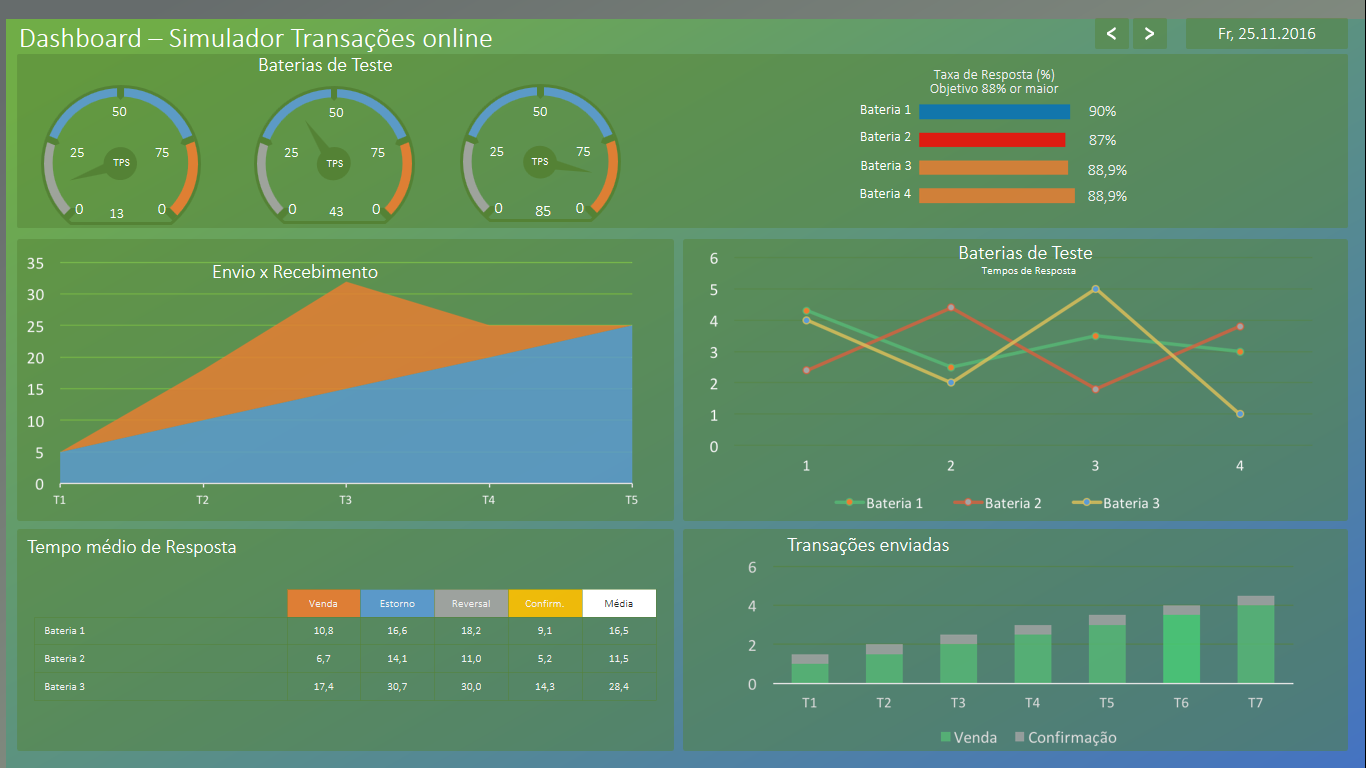 Dashboard – Simulador Transações online
< > Fr, 25.11.2016
Baterias de Teste
50
25 75
TPS
0 0
13
50
25 75
TPS
0 0
43
50
25 75
TPS
0 0
85
Taxa de Resposta (%)
Objetivo 88% or maior
Bateria 1 90%
Bateria 2 87%
Bateria 3 88,9%
Bateria 4 88,9%
Envio x Recebimento
35
30
25
20
15
10
5
0
T1 T2 T3 T4 T5
Baterias de Teste
Tempos de Resposta
6
5
4
3
2
1
0
1 2 3 4
Bateria 1 Bateria 2 Bateria 3
Tempo médio de Resposta
Venda Estorno Reversal Confirm. Média
Bateria 1 10,8 16,6 18,2 9,1 16,5
Bateria 2 6,7 14,1 11,0 5,2 11,5
Bateria 3 17,4 30,7 30,0 14,3 28,4
Transações enviadas
6
4
2
0
T1 T2 T3 T4 T5 T6 T7
Venda Confirmação